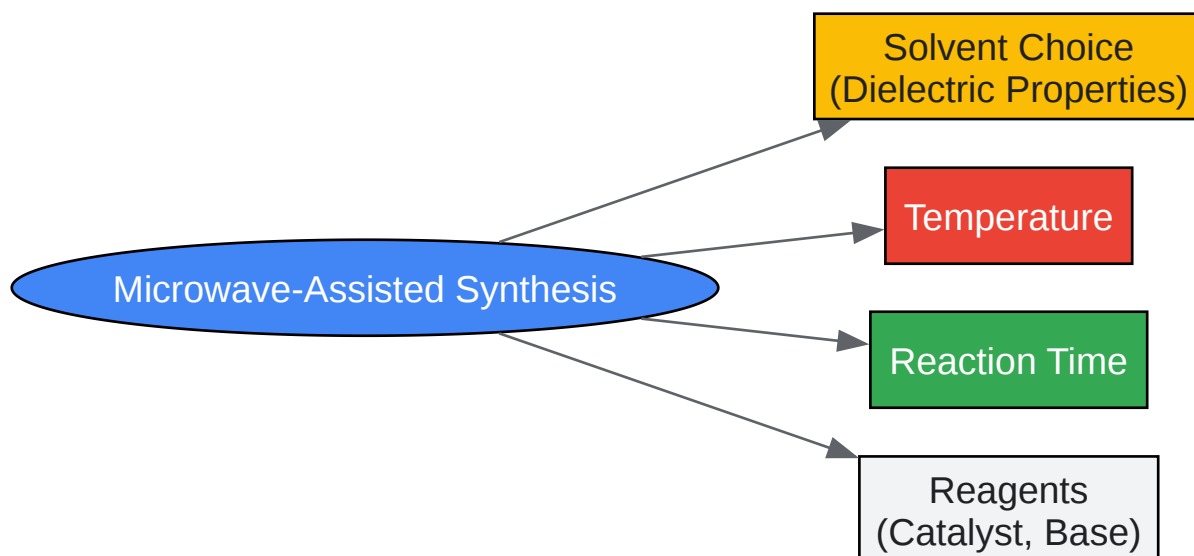 Solvent Choice
(Dielectric Properties)
Temperature
Microwave-Assisted Synthesis
Reaction Time
Reagents
(Catalyst, Base)